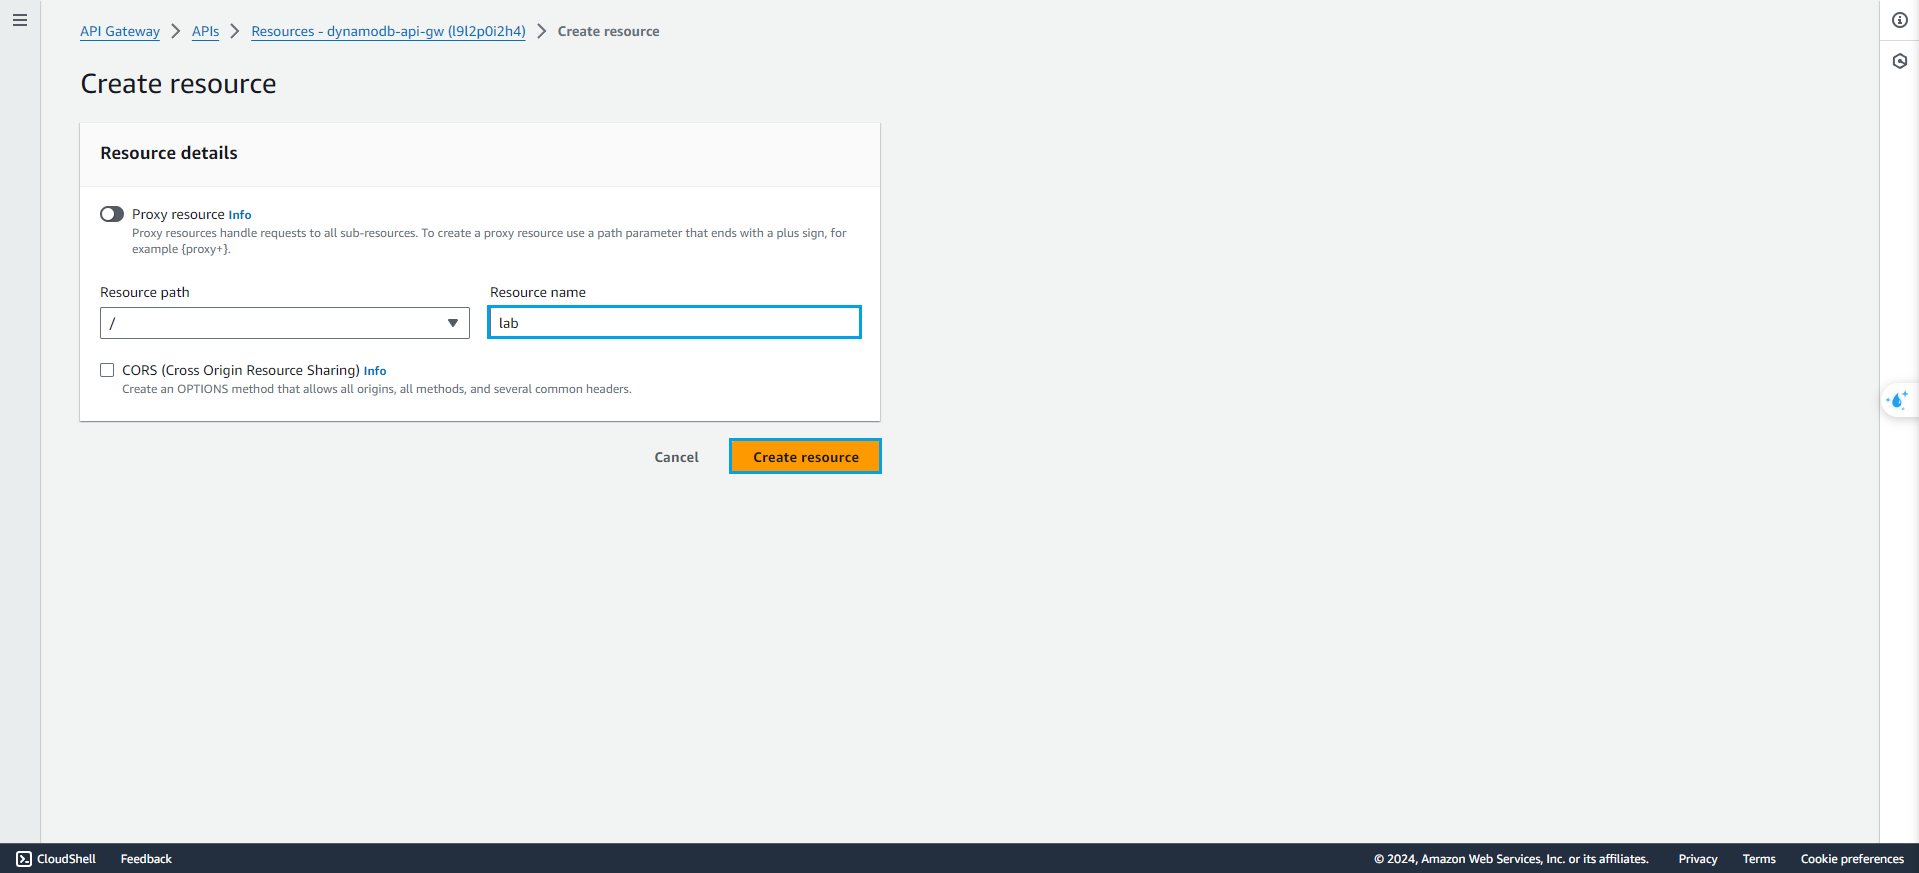 API Gateway > APIs > Resources - dynamodb-api-gw (l9l2p0i2h4) > Create resource
Create resource
Resource details
Proxy resource Info
Proxy resources handle requests to all sub-resources. To create a proxy resource use a path parameter that ends with a plus sign, for
example {proxy+}.
Resource path
/
Resource name
lab
CORS (Cross Origin Resource Sharing) Info
Create an OPTIONS method that allows all origins, all methods, and several common headers.
Cancel
Create resource
CloudShell Feedback
© 2024, Amazon Web Services, Inc. or its affiliates. Privacy Terms Cookie preferences